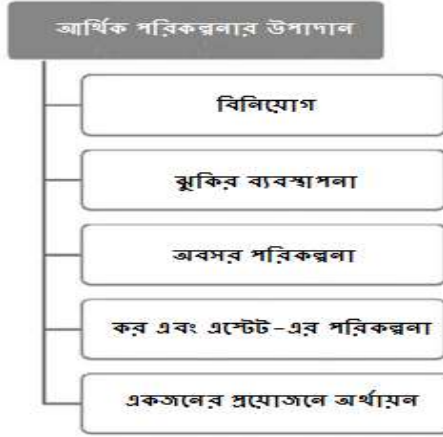 আর্থিক পরিকল্পনার উপাদান
বিনিয়োগ
ঝুকির ব্যবস্থাপনা
অবসর পরিকল্পনা
কর এবং এস্টেট-এর পরিকল্পনা
একজনের প্রয়োজনে অর্থায়ন